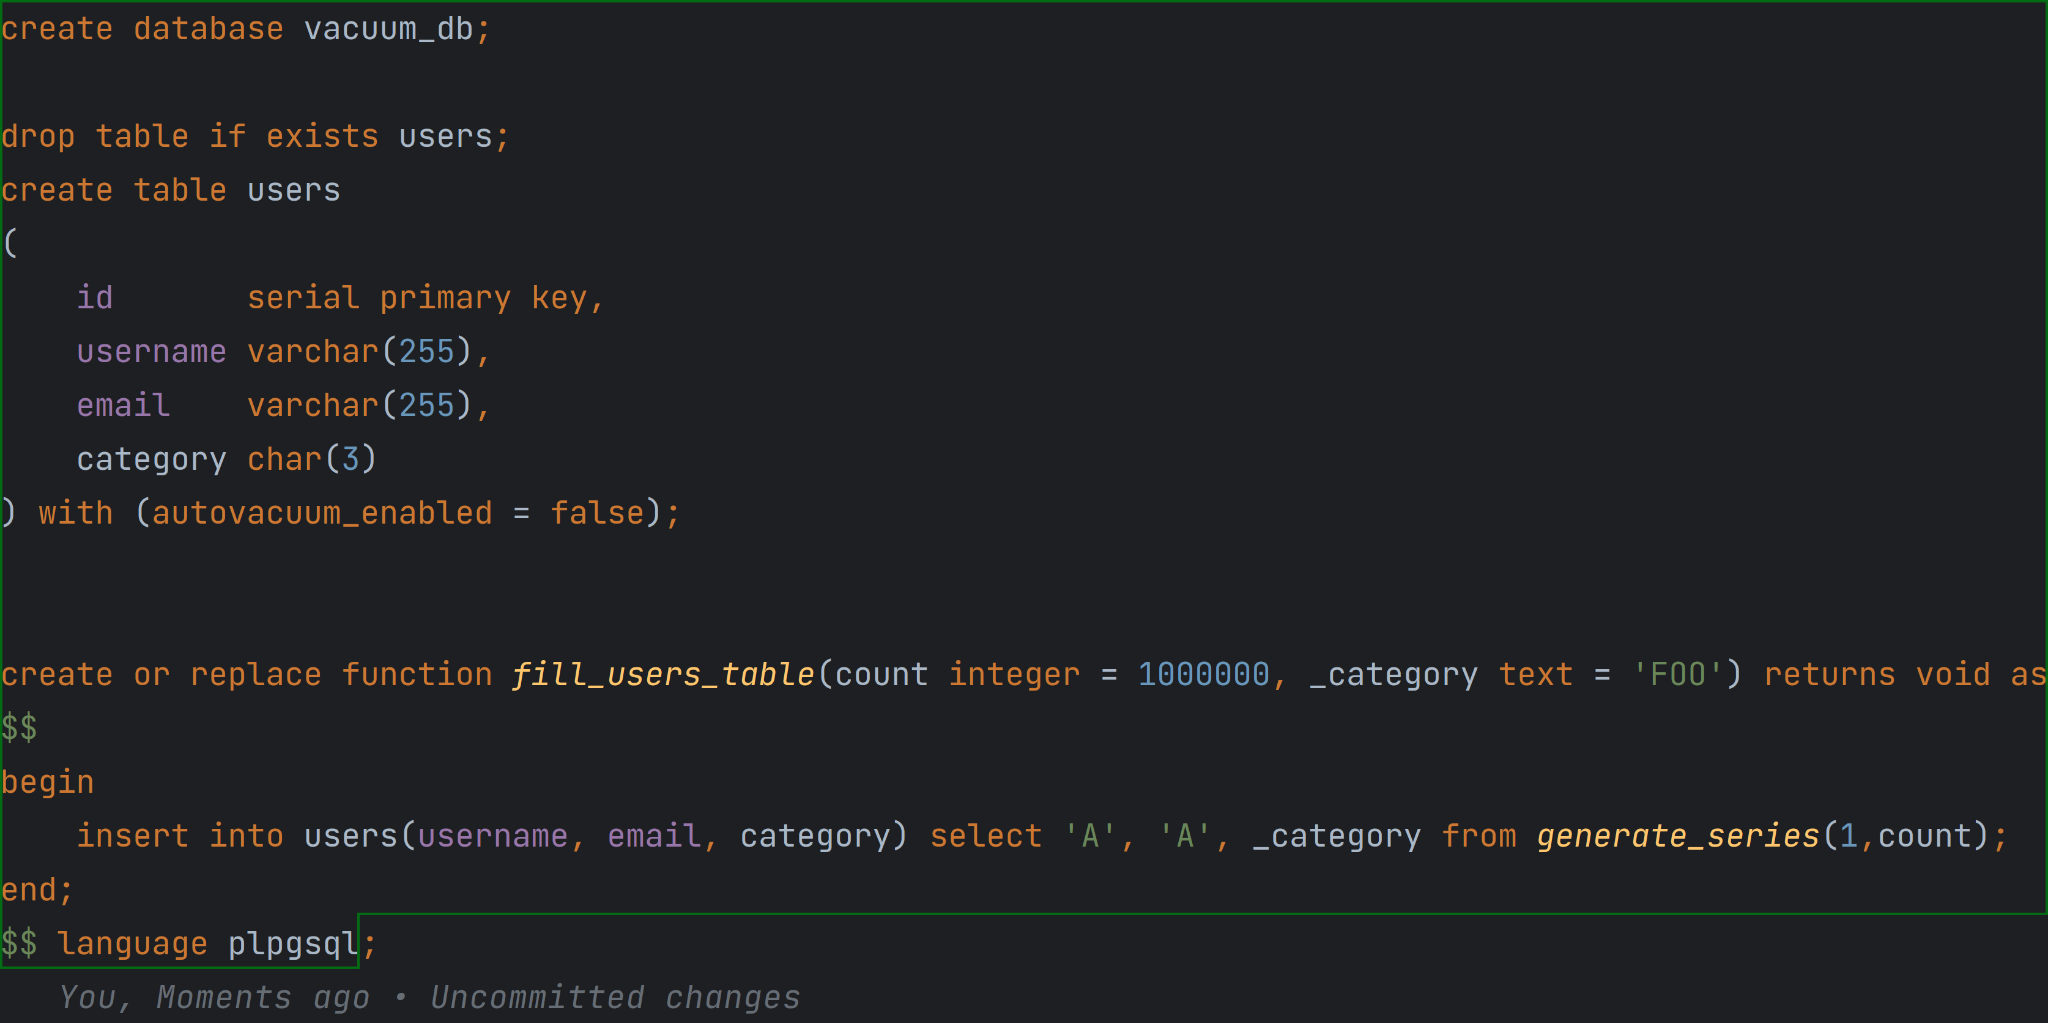 create database vacuum_db;
drop table if exists users;
create table users
(
    id       serial primary key,
    username varchar(255),
    email    varchar(255),
    category char(3)
) with (autovacuum_enabled = false);
create or replace function fill_users_table(count integer = 1000000, _category text = 'FOO') returns void as
$$
begin
    insert into users(username, email, category) select 'A', 'A', _category from generate_series(1,count);
end;
$$ language plpgsql;
You, Moments ago • Uncommitted changes